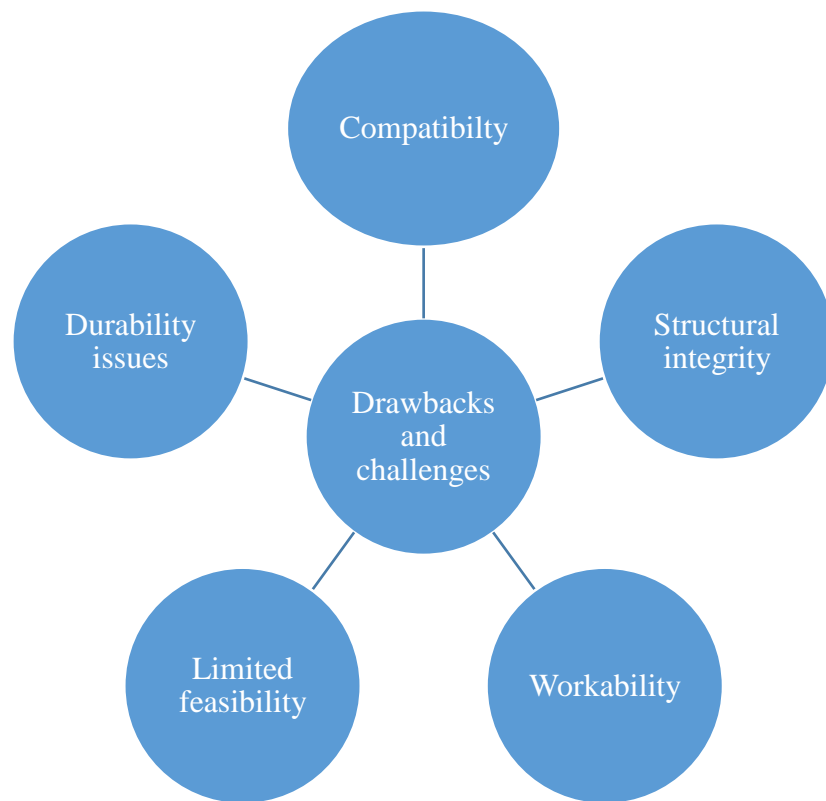 Compatibilty
Durability
issues
Structural
integrity
Drawbacks
and
challenges
Limited
feasibility
Workability